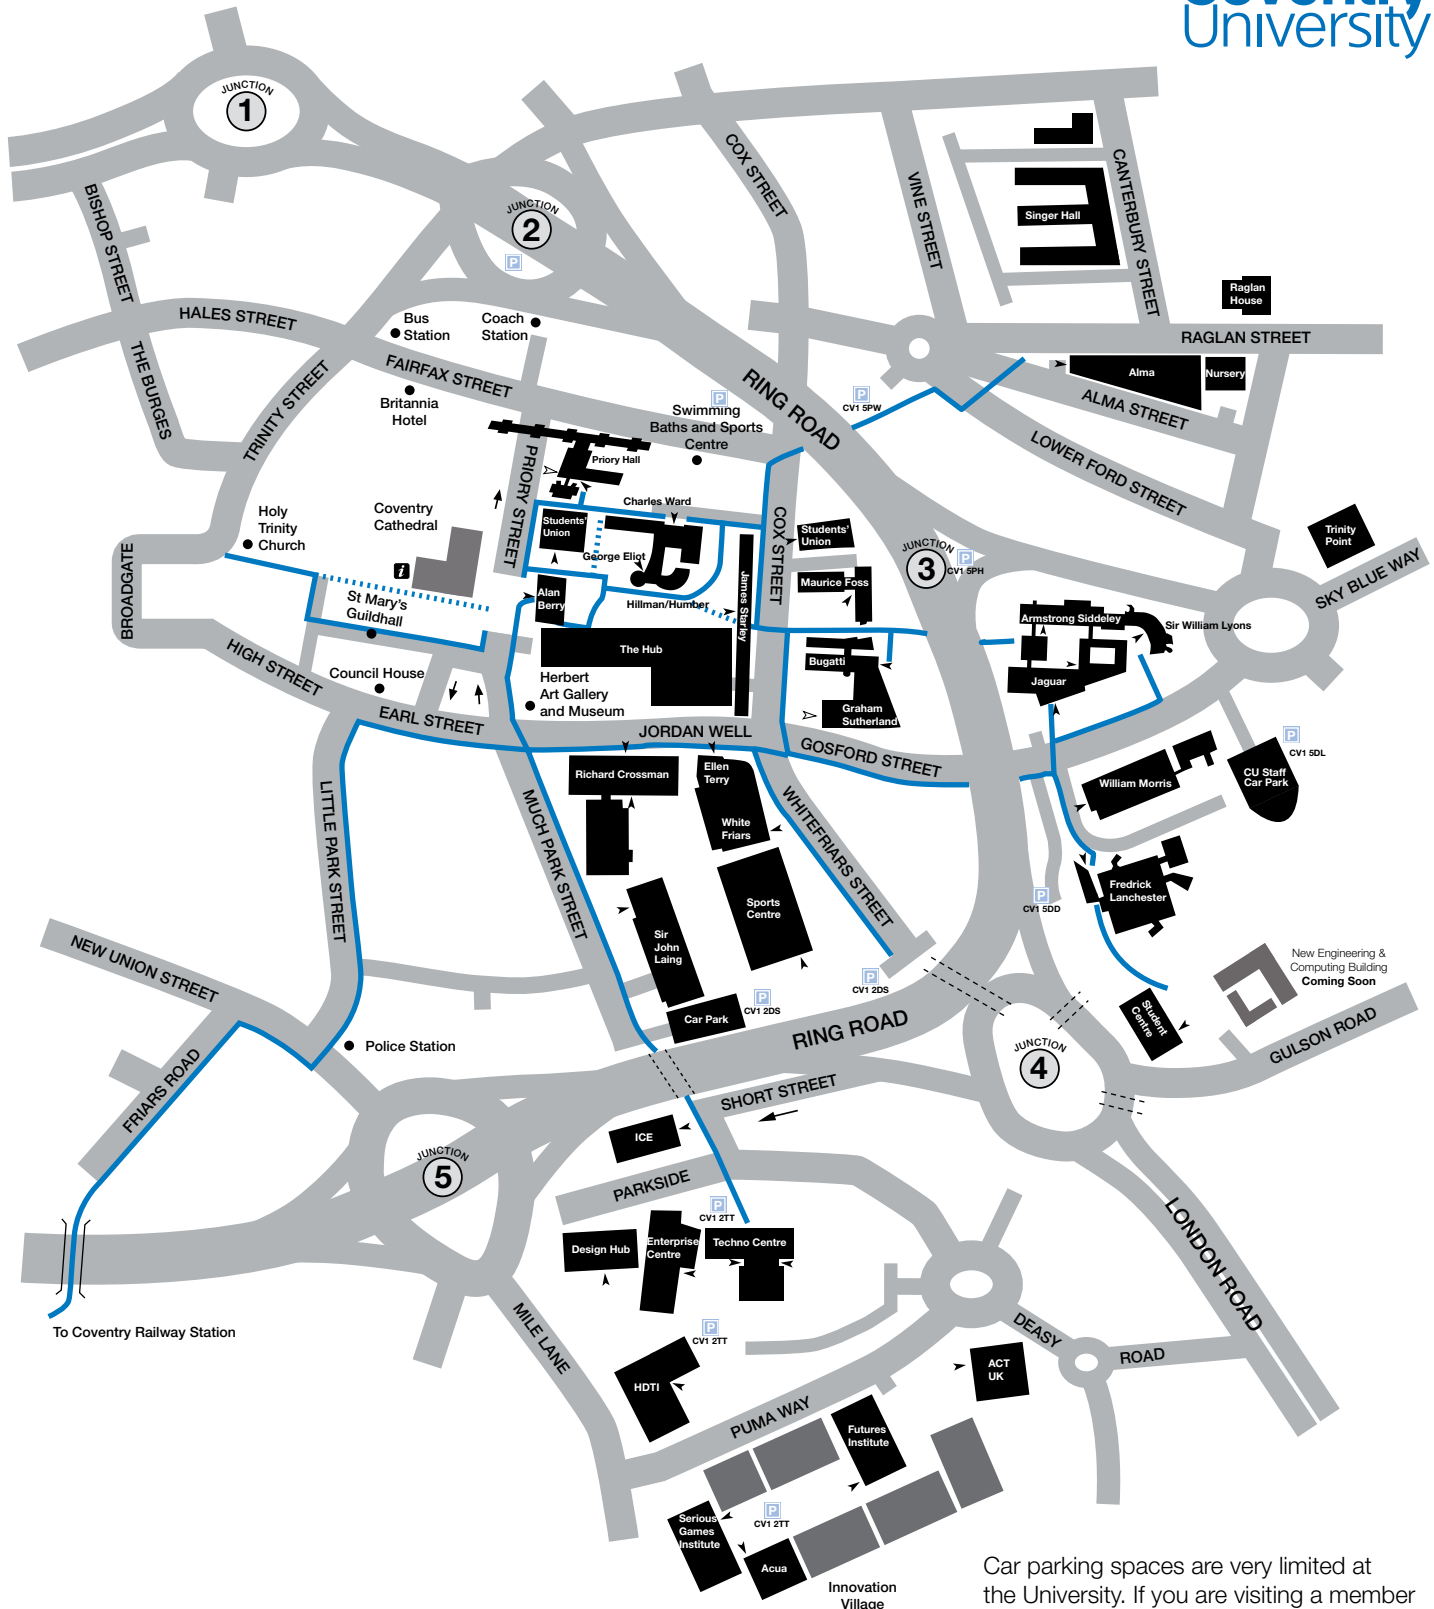 Coventry
University
JUNCTION
1
JUNCTION
2
P
COX STREET
VINE STREET
CANTERBURY STREET
Singer Hall
BISHOP STREET
Raglan
House
HALES STREET
Bus
Station
Coach
Station
RAGLAN STREET
THE BURGES
TRINITY STREET
FAIRFAX STREET
RING ROAD
Alma
Nursery
ALMA STREET
Britannia
Hotel
P
Swimming
Baths and Sports
Centre
P
CV1 5PW
LOWER FORD STREET
PRIORY STREET
Priory Hall
Charles Ward
Holy
Trinity
Church
Coventry
Cathedral
Students'
Union
George Eliot
COX STREET
Students'
Union
JUNCTION
3
P
CV1 5PH
Trinity
Point
SKY BLUE WAY
BROADGATE
i
Alan
Berry
Hillman/Humber
James Starley
Maurice Foss
St Mary's
Guildhall
Armstrong Siddeley
Sir William Lyons
The Hub
Bugatti
HIGH STREET
Council House
Herbert
Art Gallery
and Museum
Jaguar
Graham
Sutherland
EARL STREET
JORDAN WELL
GOSFORD STREET
P
CV1 5DL
Richard Crossman
Ellen
Terry
William Morris
CU Staff
Car Park
LITTLE PARK STREET
MUCH PARK STREET
White
Friars
WHITEFRIARS STREET
Sports
Centre
P
CV1 5DD
Fredrick
Lanchester
Sir
John
Laing
NEW UNION STREET
New Engineering &
Computing Building
Coming Soon
P
CV1 2DS
P
CV1 2DS
Car Park
RING ROAD
Student
Centre
GULSON ROAD
Police Station
FRIARS ROAD
JUNCTION
4
SHORT STREET
ICE
JUNCTION
5
PARKSIDE
P
CV1 2TT
LONDON ROAD
Design Hub
Enterprise
Centre
Techno Centre
To Coventry Railway Station
MILE LANE
P
CV1 2TT
DEASY
ROAD
HDTI
ACT
UK
PUMA WAY
Futures
Institute
Serious
Games
Institute
P
CV1 2TT
Acua
Innovation
Village
Car parking spaces are very limited at
the University. If you are visiting a member